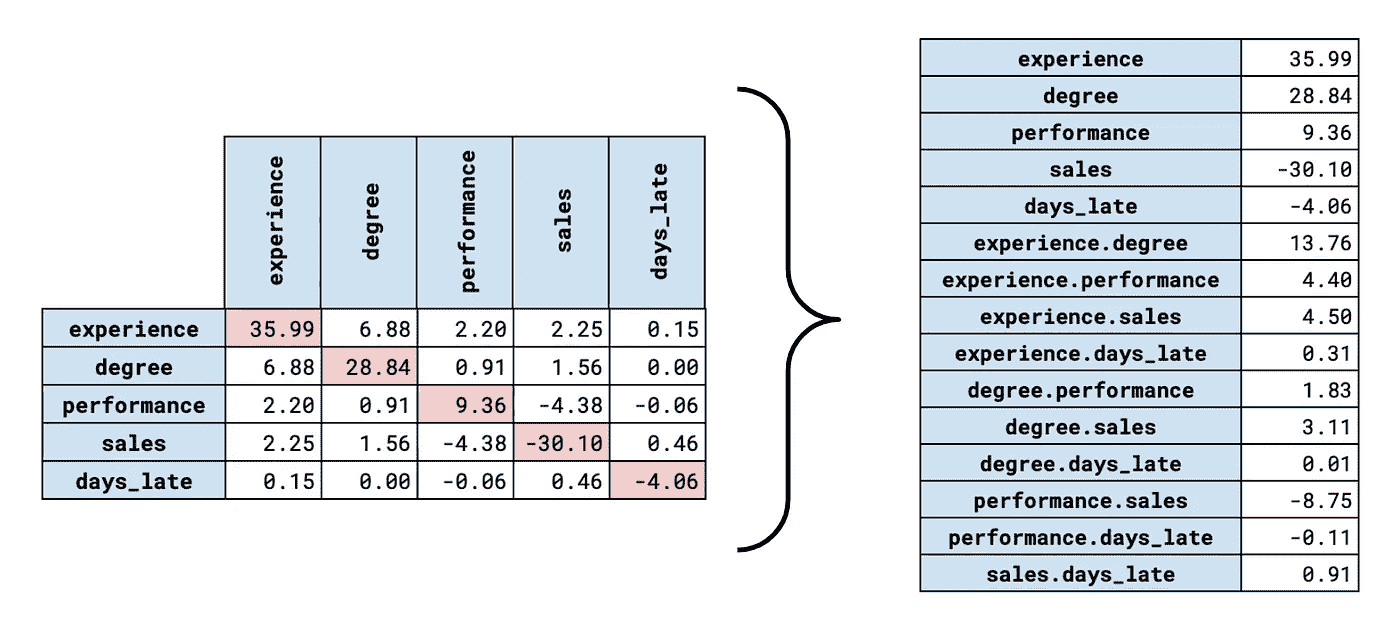 experience degree performance sales days_late
experience 35.99 6.88 2.20 2.25 0.15
degree 6.88 28.84 0.91 1.56 0.00
performance 2.20 0.91 9.36 -4.38 -0.06
sales 2.25 1.56 -4.38 -30.10 0.46
days_late 0.15 0.00 -0.06 0.46 -4.06
experience 35.99
degree 28.84
performance 9.36
sales -30.10
days_late -4.06
experience.degree 13.76
experience.performance 4.40
experience.sales 4.50
experience.days_late 0.31
degree.performance 1.83
degree.sales 3.11
degree.days_late 0.01
performance.sales -8.75
performance.days_late -0.11
sales.days_late 0.91